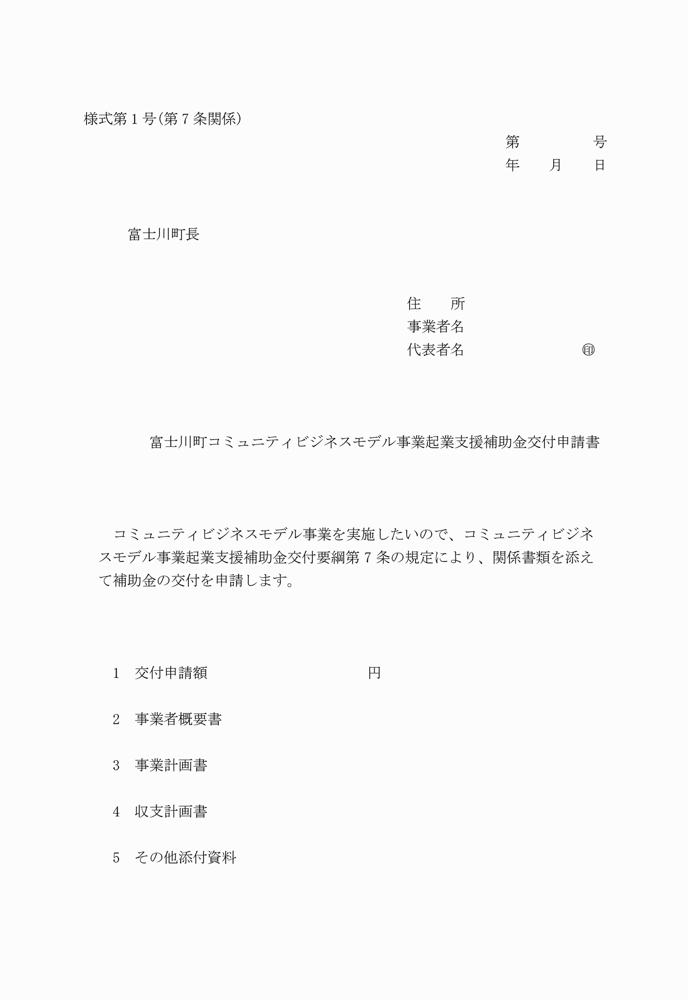 様式第1号(第7条関係)
第　　　　　号
年　　月　　日
富士川町長
住　　所
事業者名
代表者名　　　　　　　　㊞
富士川町コミュニティビジネスモデル事業起業支援補助金交付申請書
コミュニティビジネスモデル事業を実施したいので、コミュニティビジネ
スモデル事業起業支援補助金交付要綱第7条の規定により、関係書類を添え
て補助金の交付を申請します。
1　交付申請額　　　　　　　　　　　円
2　事業者概要書
3　事業計画書
4　収支計画書
5　その他添付資料